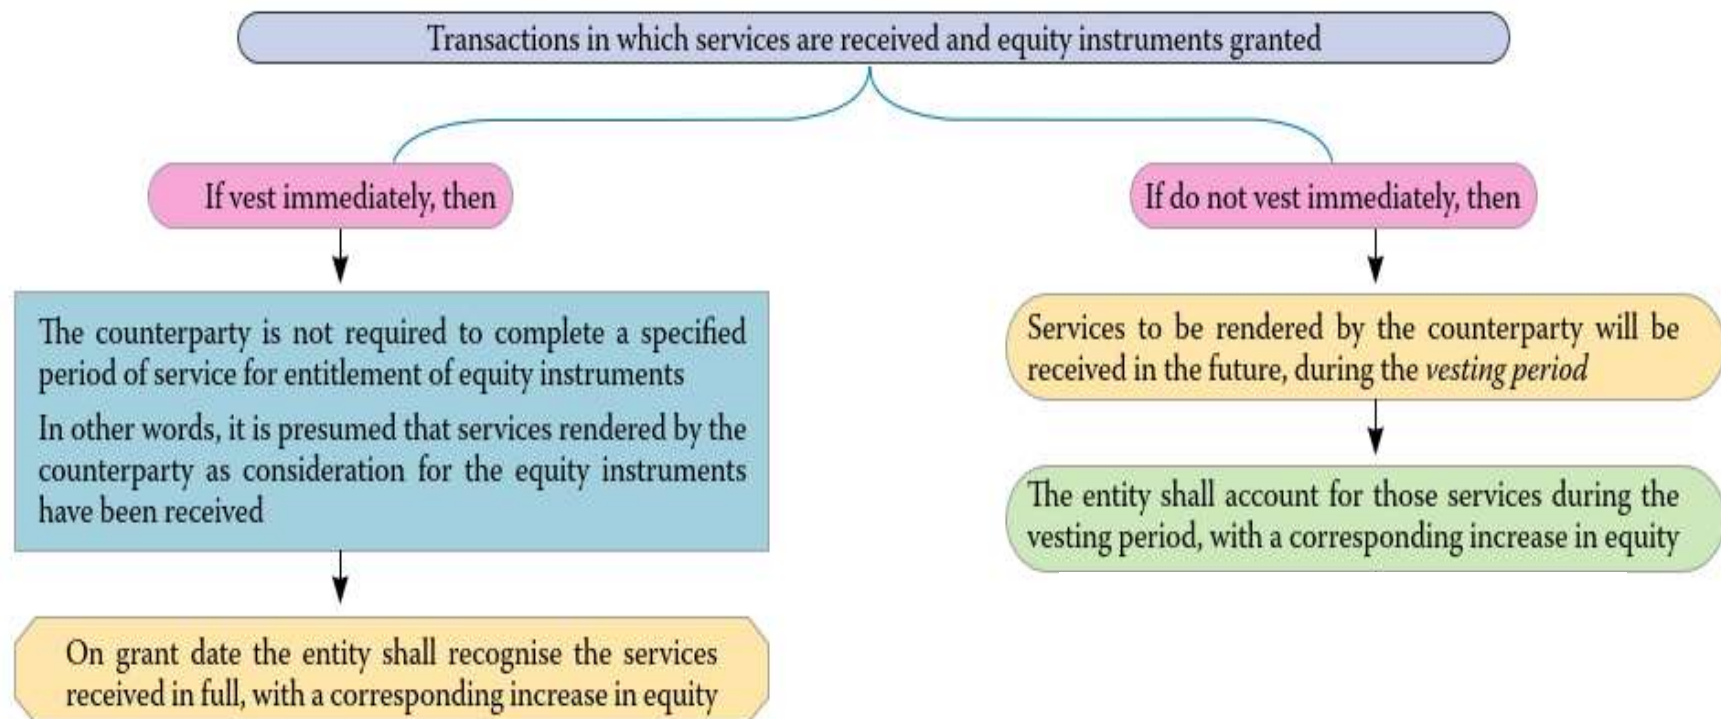 Transactions in which services are received and equity instruments granted
If vest immediately, then
The counterparty is not required to complete a specified
period of service for entitlement of equity instruments
In other words, it is presumed that services rendered by the
counterparty as consideration for the equity instruments
have been received
On grant date the entity shall recognise the services
received in full, with a corresponding increase in equity
If do not vest immediately, then
Services to be rendered by the counterparty will be
received in the future, during the vesting period
The entity shall account for those services during the
vesting period, with a corresponding increase in equity